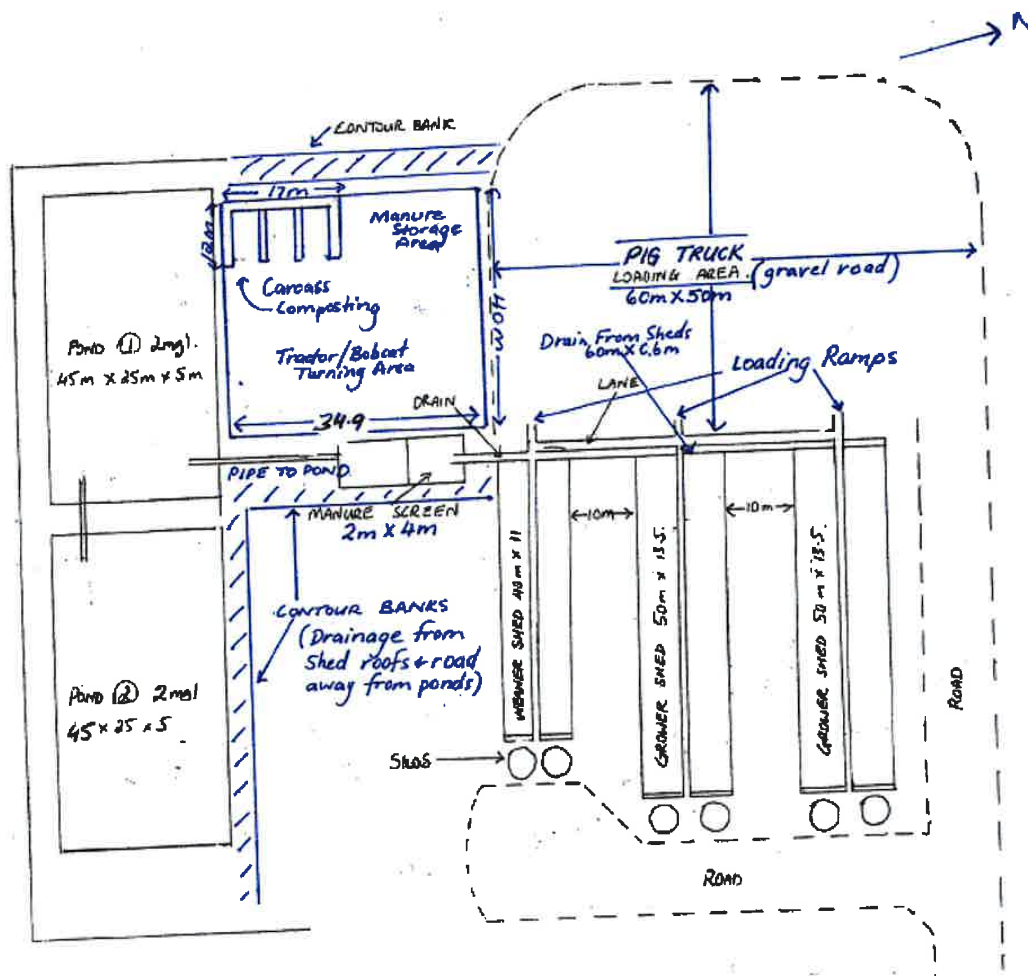 N
CONTOUR BANK
17m
12m
Manure
Storage
Area
Carcass
Composting
40m
PIG TRUCK
LOADING AREA. (gravel road)
60m X 50m
POND ① 2mgl.
45m X 25m X 5m
Tractor/Bobcat
Turning Area
34.9
Drain From Sheds
60m X 0.6m
Loading Ramps
LANE
DRAIN
PIPE TO POND
MANURE SCREEN
2m X 4m
10m
10m
WEANER SHED 40m x 11
GROWER SHED 50m x 13.5.
GROWER SHED 50m x 13.5.
CONTOUR BANKS
(Drainage from
Shed roofs + road
away from ponds)
POND ② 2mgl
45 x 25 x 5
SILOS
ROAD
ROAD